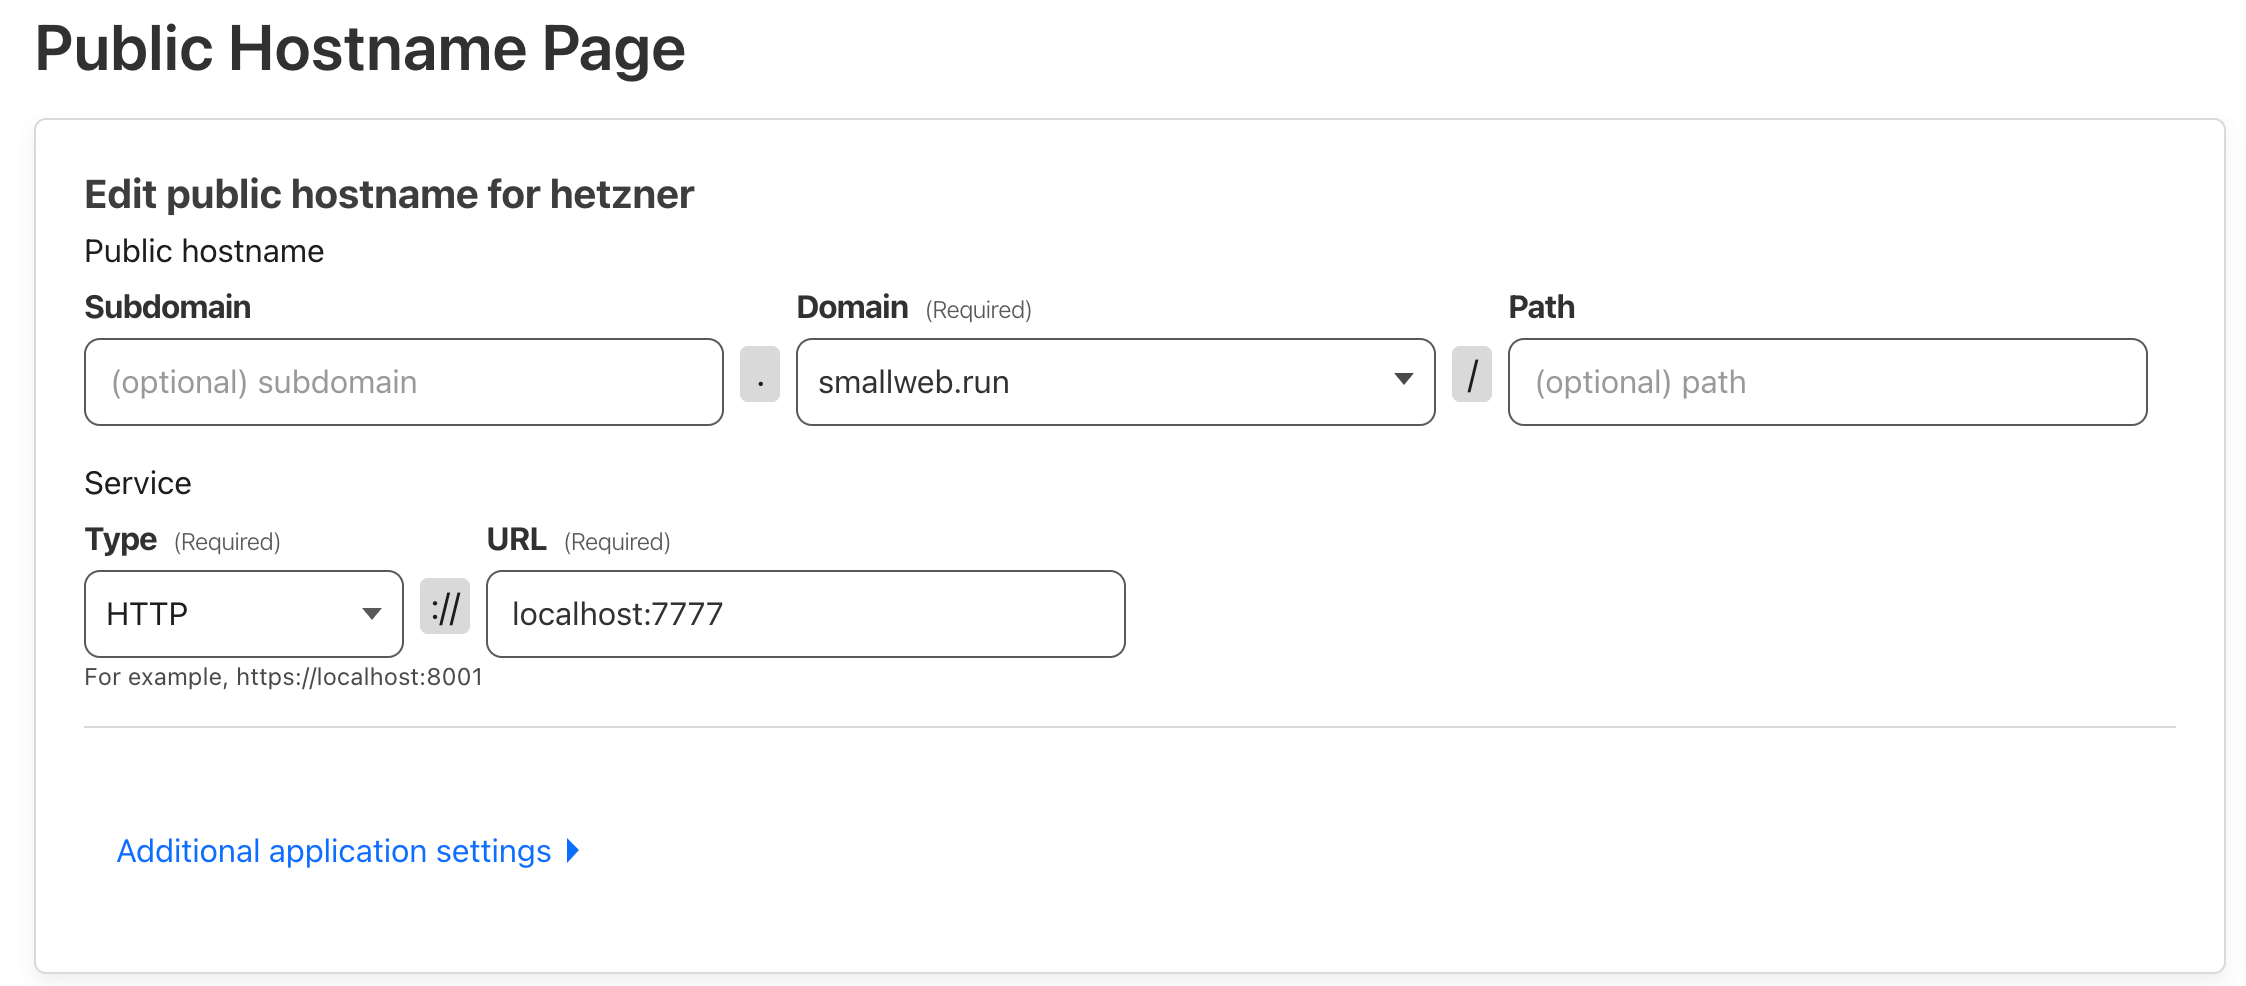 Public Hostname Page
Edit public hostname for hetzner
Public hostname
Subdomain Domain (Required) Path
(optional) subdomain . smallweb.run / (optional) path
Service
Type (Required) URL (Required)
HTTP :// localhost:7777
For example, https://localhost:8001
Additional application settings